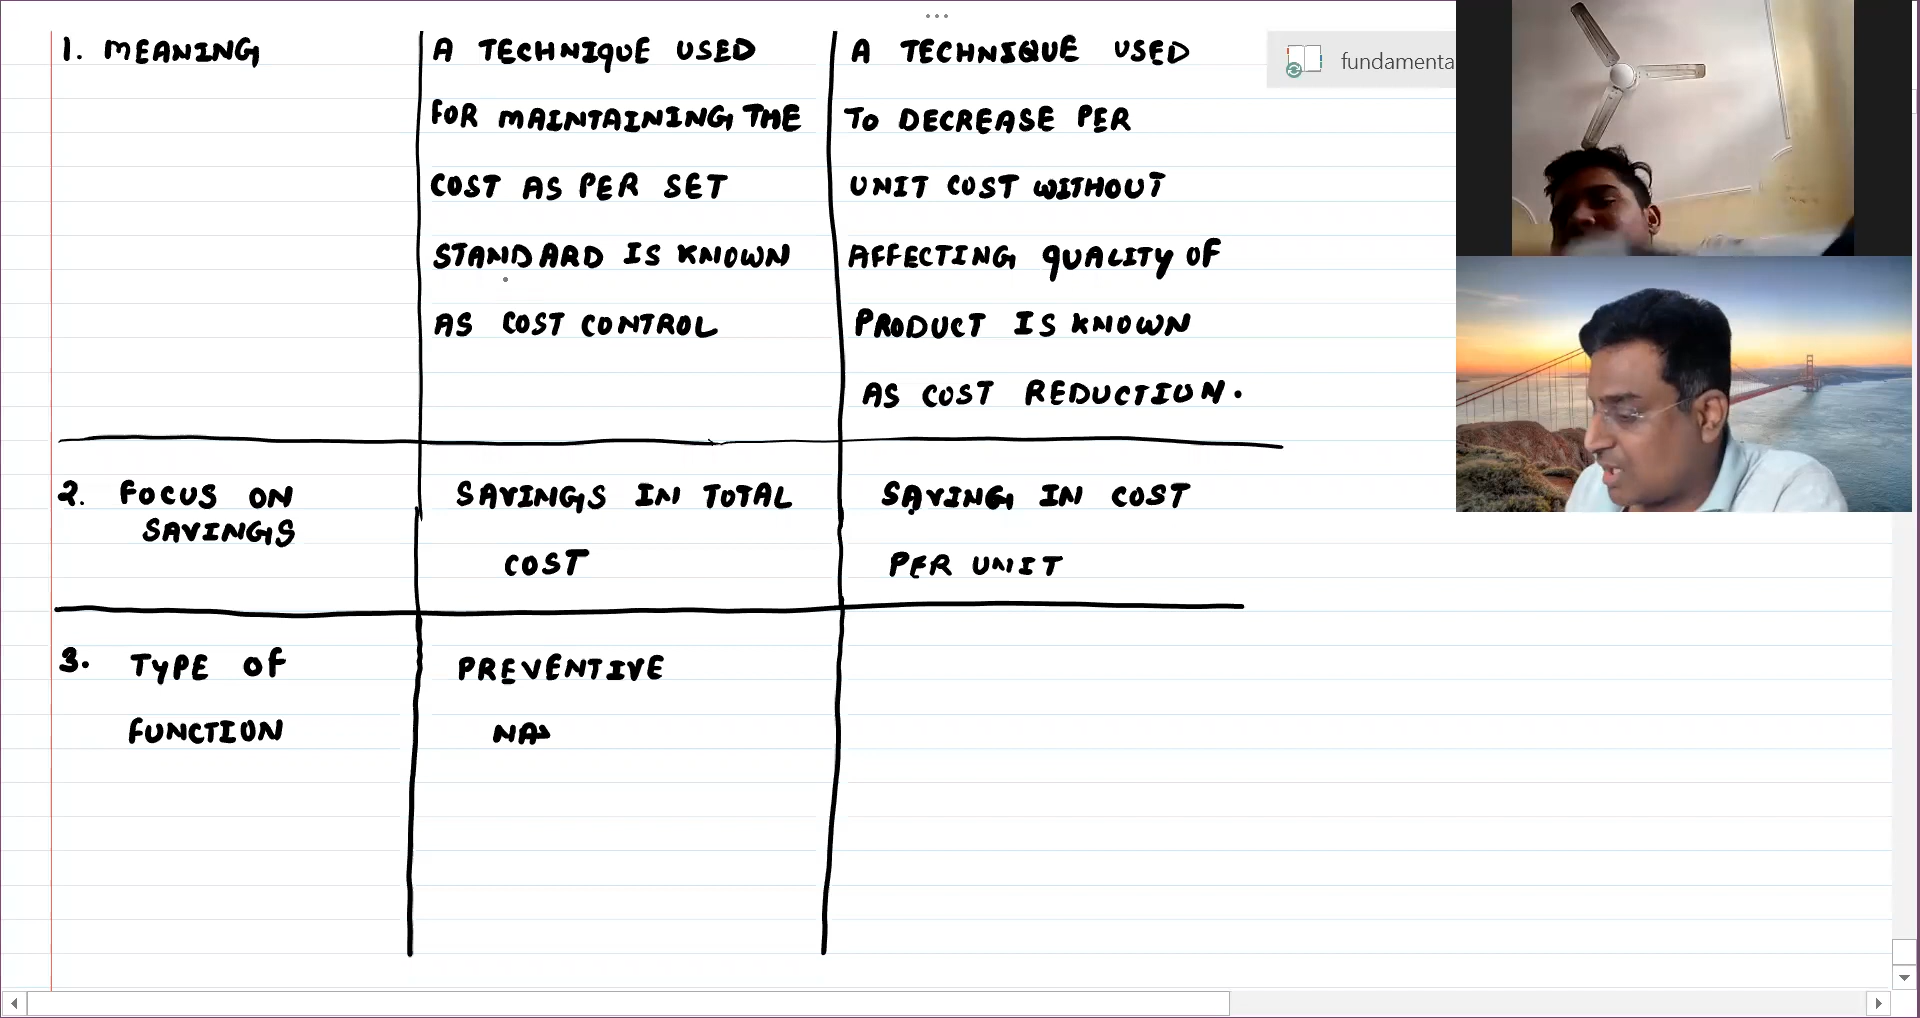 1. MEANING
A TECHNIQUE USED
FOR MAINTAINING THE
COST AS PER SET
STANDARD IS KNOWN
AS COST CONTROL
A TECHNIQUE USED
TO DECREASE PER
UNIT COST WITHOUT
AFFECTING QUALITY OF
PRODUCT IS KNOWN
AS COST REDUCTION.
fundamenta
2. FOCUS ON
SAVINGS
SAVINGS IN TOTAL
COST
SAVING IN COST
PER UNIT
3. TYPE OF
FUNCTION
PREVENTIVE
NA